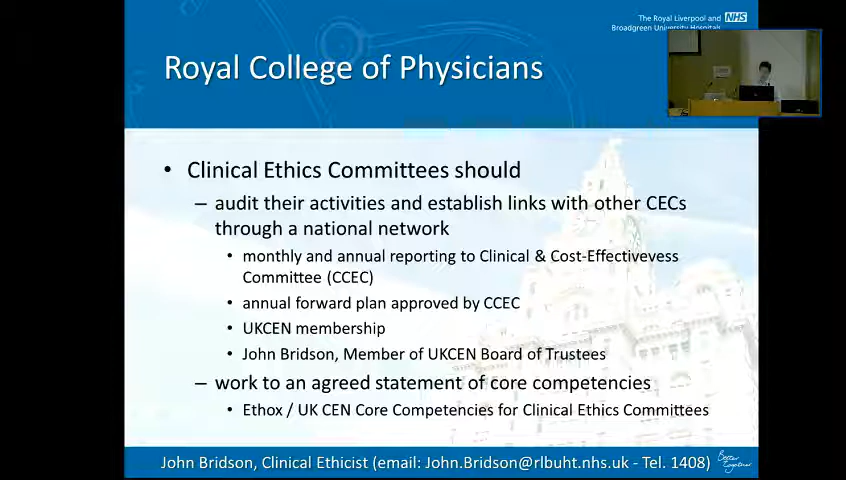 The Royal Liverpool and NHS
Broadgreen University Hospitals
Royal College of Physicians
• Clinical Ethics Committees should
– audit their activities and establish links with other CECs
through a national network
• monthly and annual reporting to Clinical & Cost-Effectivevess
Committee (CCEC)
• annual forward plan approved by CCEC
• UKCEN membership
• John Bridson, Member of UKCEN Board of Trustees
– work to an agreed statement of core competencies
• Ethox / UK CEN Core Competencies for Clinical Ethics Committees
John Bridson, Clinical Ethicist (email: John.Bridson@rlbuht.nhs.uk - Tel. 1408)
Better
Together